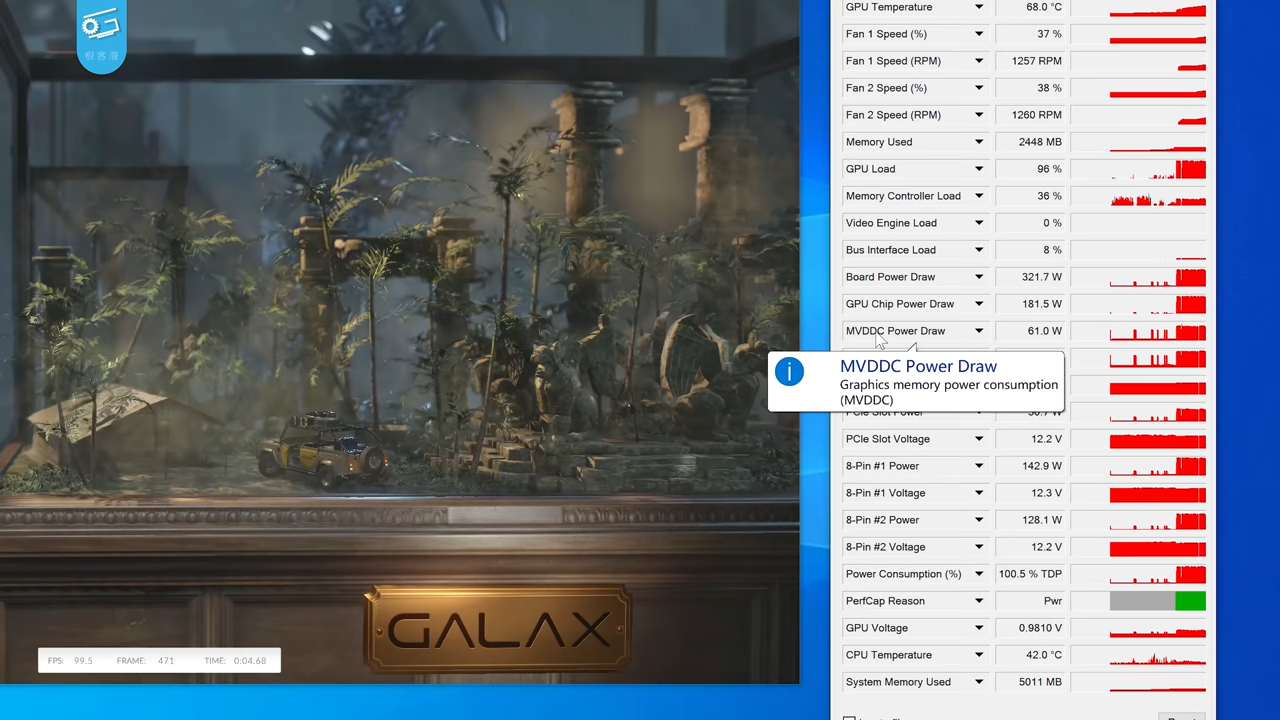 极客湾
GALAX
FPS: 99.5 FRAME: 471 TIME: 0:04.68
GPU Temperature 68.0 °C
Fan 1 Speed (%) 37 %
Fan 1 Speed (RPM) 1257 RPM
Fan 2 Speed (%) 38 %
Fan 2 Speed (RPM) 1260 RPM
Memory Used 2448 MB
GPU Load 96 %
Memory Controller Load 36 %
Video Engine Load 0 %
Bus Interface Load 8 %
Board Power Draw 321.7 W
GPU Chip Power Draw 181.5 W
MVDDC Power Draw 61.0 W
MVDDC Power Draw
Graphics memory power consumption
(MVDDC)
PCIe Slot Voltage 12.2 V
8-Pin #1 Power 142.9 W
8-Pin #1 Voltage 12.3 V
8-Pin #2 Power 128.1 W
8-Pin #2 Voltage 12.2 V
Power Consumption (%) 100.5 % TDP
PerfCap Reason Pwr
GPU Voltage 0.9810 V
CPU Temperature 42.0 °C
System Memory Used 5011 MB